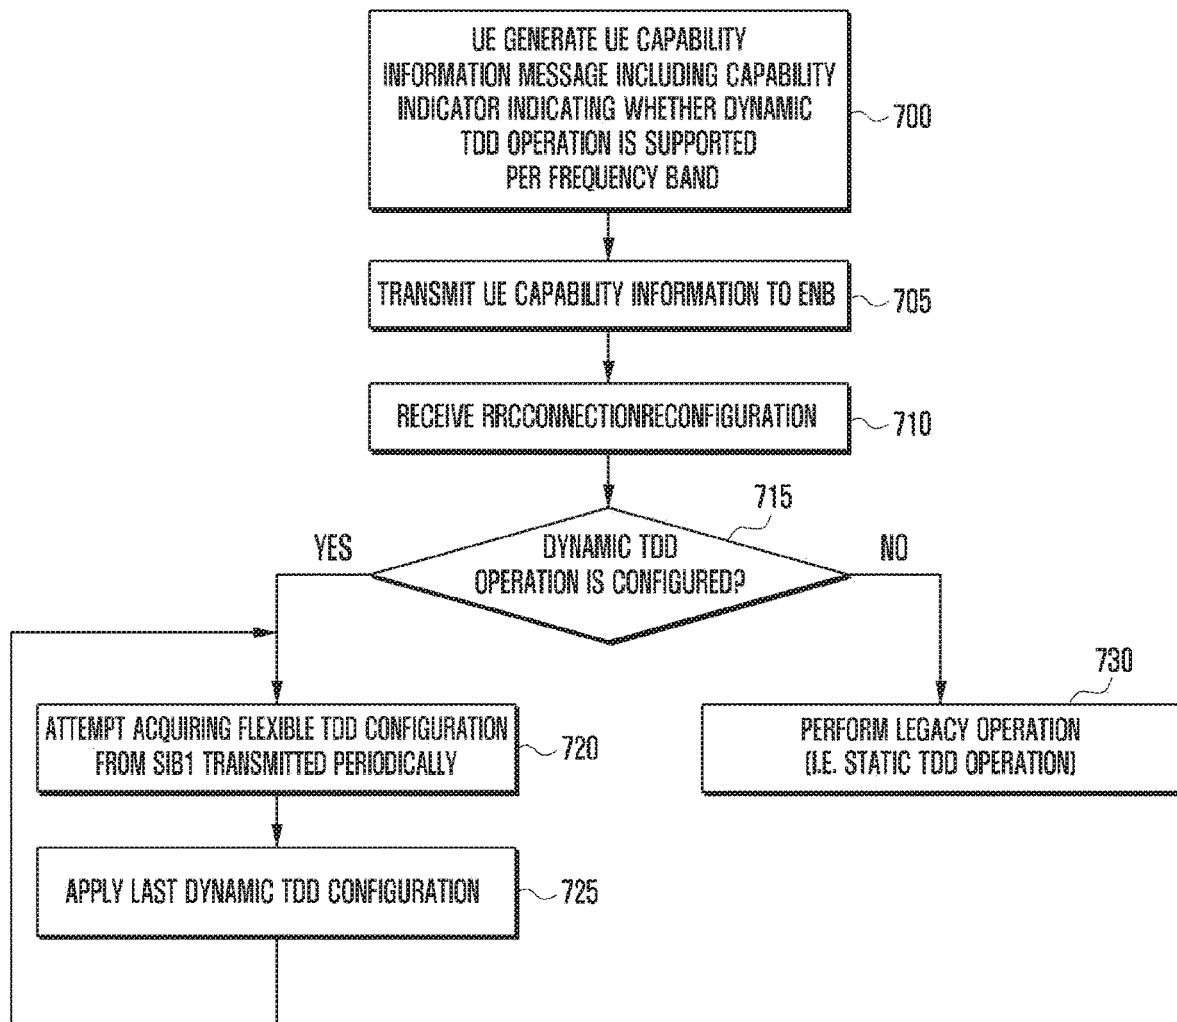 UE GENERATE UE CAPABILITY
INFORMATION MESSAGE INCLUDING CAPABILITY
INDICATOR INDICATING WHETHER DYNAMIC
TDD OPERATION IS SUPPORTED
PER FREQUENCY BAND
700
TRANSMIT UE CAPABILITY INFORMATION TO ENB
705
RECEIVE RRCCONNECTIONRECONFIGURATION
710
715
YES
DYNAMIC TDD
OPERATION IS CONFIGURED?
NO
730
ATTEMPT ACQUIRING FLEXIBLE TDD CONFIGURATION
FROM SIB1 TRANSMITTED PERIODICALLY
720
PERFORM LEGACY OPERATION
(I.E. STATIC TDD OPERATION)
APPLY LAST DYNAMIC TDD CONFIGURATION
725